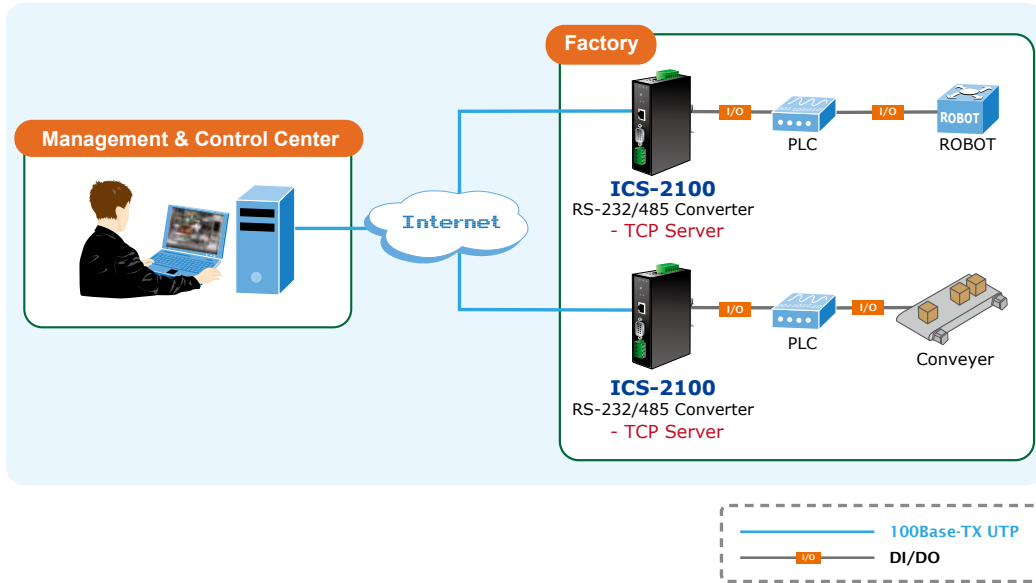 Factory
Management & Control Center
Internet
I/O
I/O
ROBOT
PLC
ROBOT
ICS-2100
RS-232/485 Converter
- TCP Server
I/O
I/O
PLC
Conveyer
ICS-2100
RS-232/485 Converter
- TCP Server
100Base-TX UTP
I/O
DI/DO